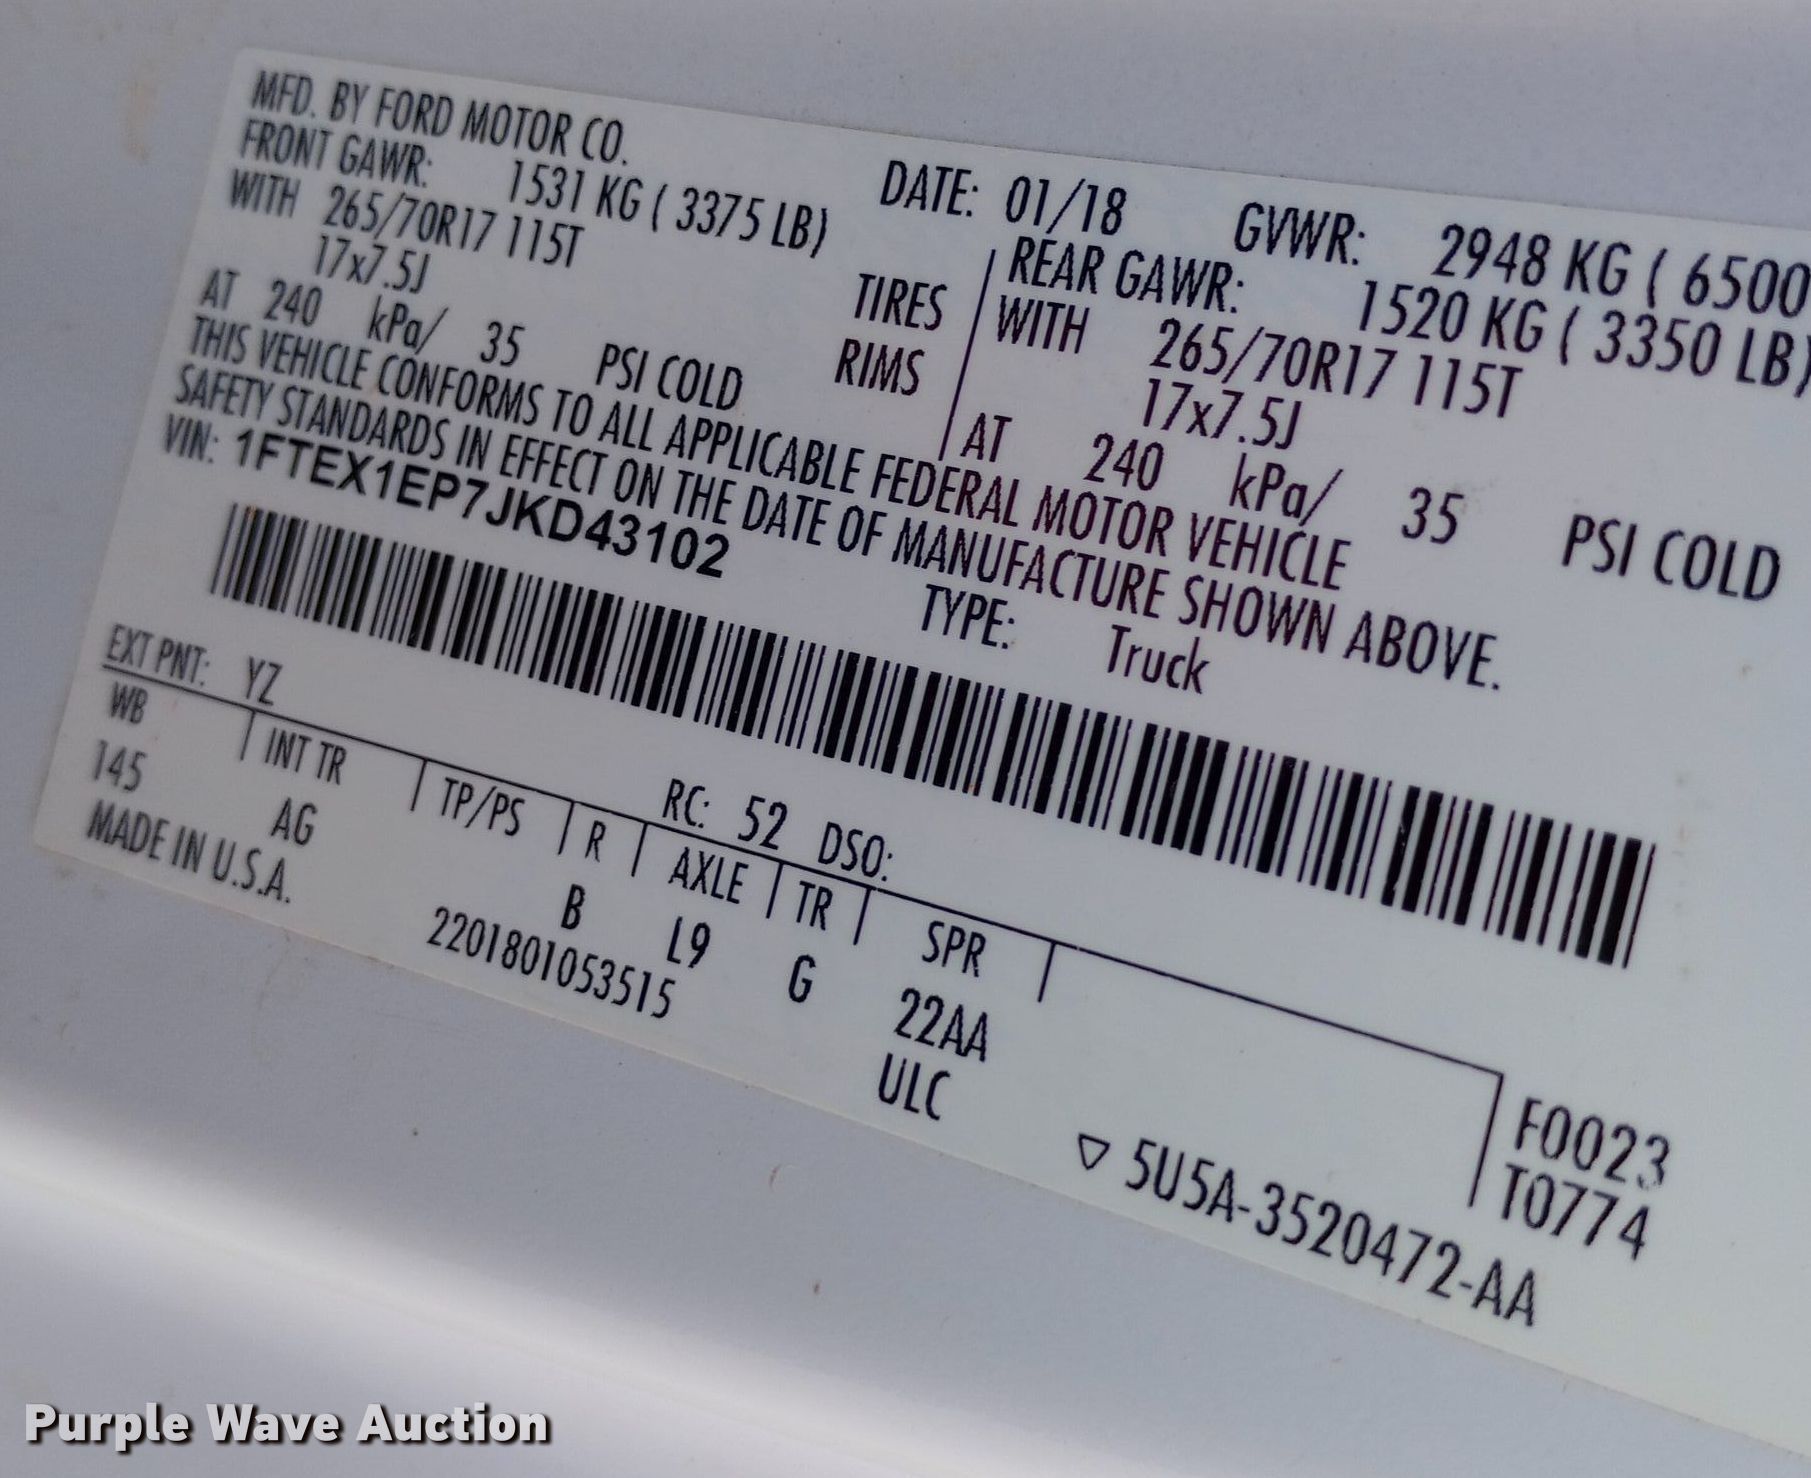 MFD. BY FORD MOTOR CO.
DATE: 01/18 GVWR: 2948 KG ( 6500
FRONT GAWR: 1531 KG ( 3375 LB) REAR GAWR: 1520 KG ( 3350 LB)
WITH 265/70R17 115T TIRES WITH 265/70R17 115T
17x7.5J RIMS 17x7.5J
AT 240 kPa/ 35 PSI COLD AT 240 kPa/ 35 PSI COLD
THIS VEHICLE CONFORMS TO ALL APPLICABLE FEDERAL MOTOR VEHICLE
SAFETY STANDARDS IN EFFECT ON THE DATE OF MANUFACTURE SHOWN ABOVE.
VIN: 1FTEX1EP7JKD43102 TYPE: Truck
EXT PNT: YZ RC: 52 DSO:
WB INT TR TP/PS R AXLE TR SPR
145 AG B L9 G 22AA
F0023
T0774
MADE IN U.S.A. 2201801053515 ULC
▽ 5U5A-3520472-AA
Purple Wave Auction